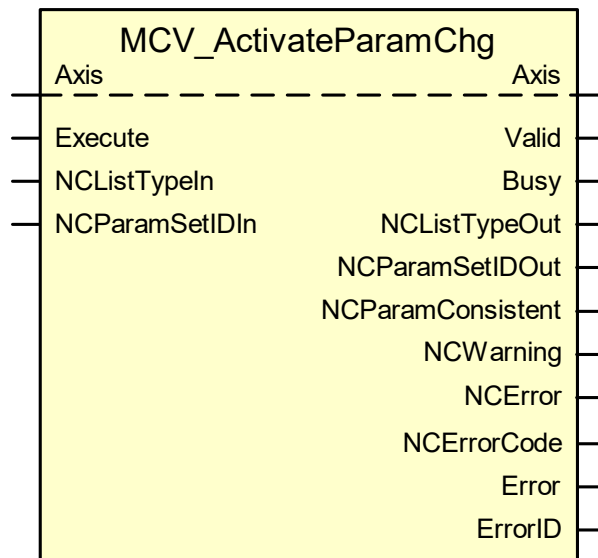 MCV_ActivateParamChg
Axis Axis
Execute Valid
NCListTypeIn Busy
NCParamSetIDIn NCListTypeOut
NCParamSetIDOut
NCParamConsistent
NCWarning
NCError
NCErrorCode
Error
ErrorID